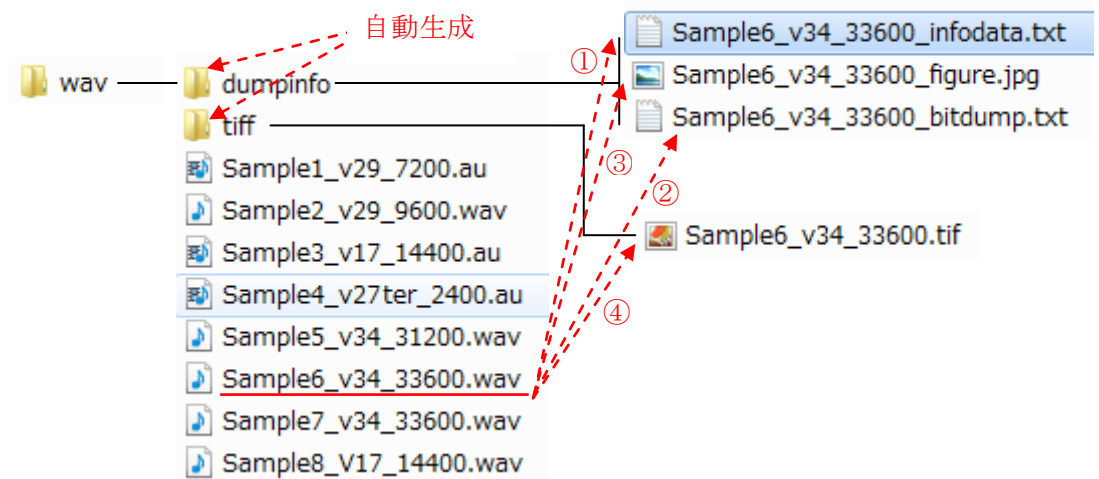 自動生成
wav
dumpinfo
tiff
Sample1_v29_7200.au
Sample2_v29_9600.wav
Sample3_v17_14400.au
Sample4_v27ter_2400.au
Sample5_v34_31200.wav
Sample6_v34_33600.wav
Sample7_v34_33600.wav
Sample8_V17_14400.wav
①
③
②
④
Sample6_v34_33600_infodata.txt
Sample6_v34_33600_figure.jpg
Sample6_v34_33600_bitdump.txt
Sample6_v34_33600.tif